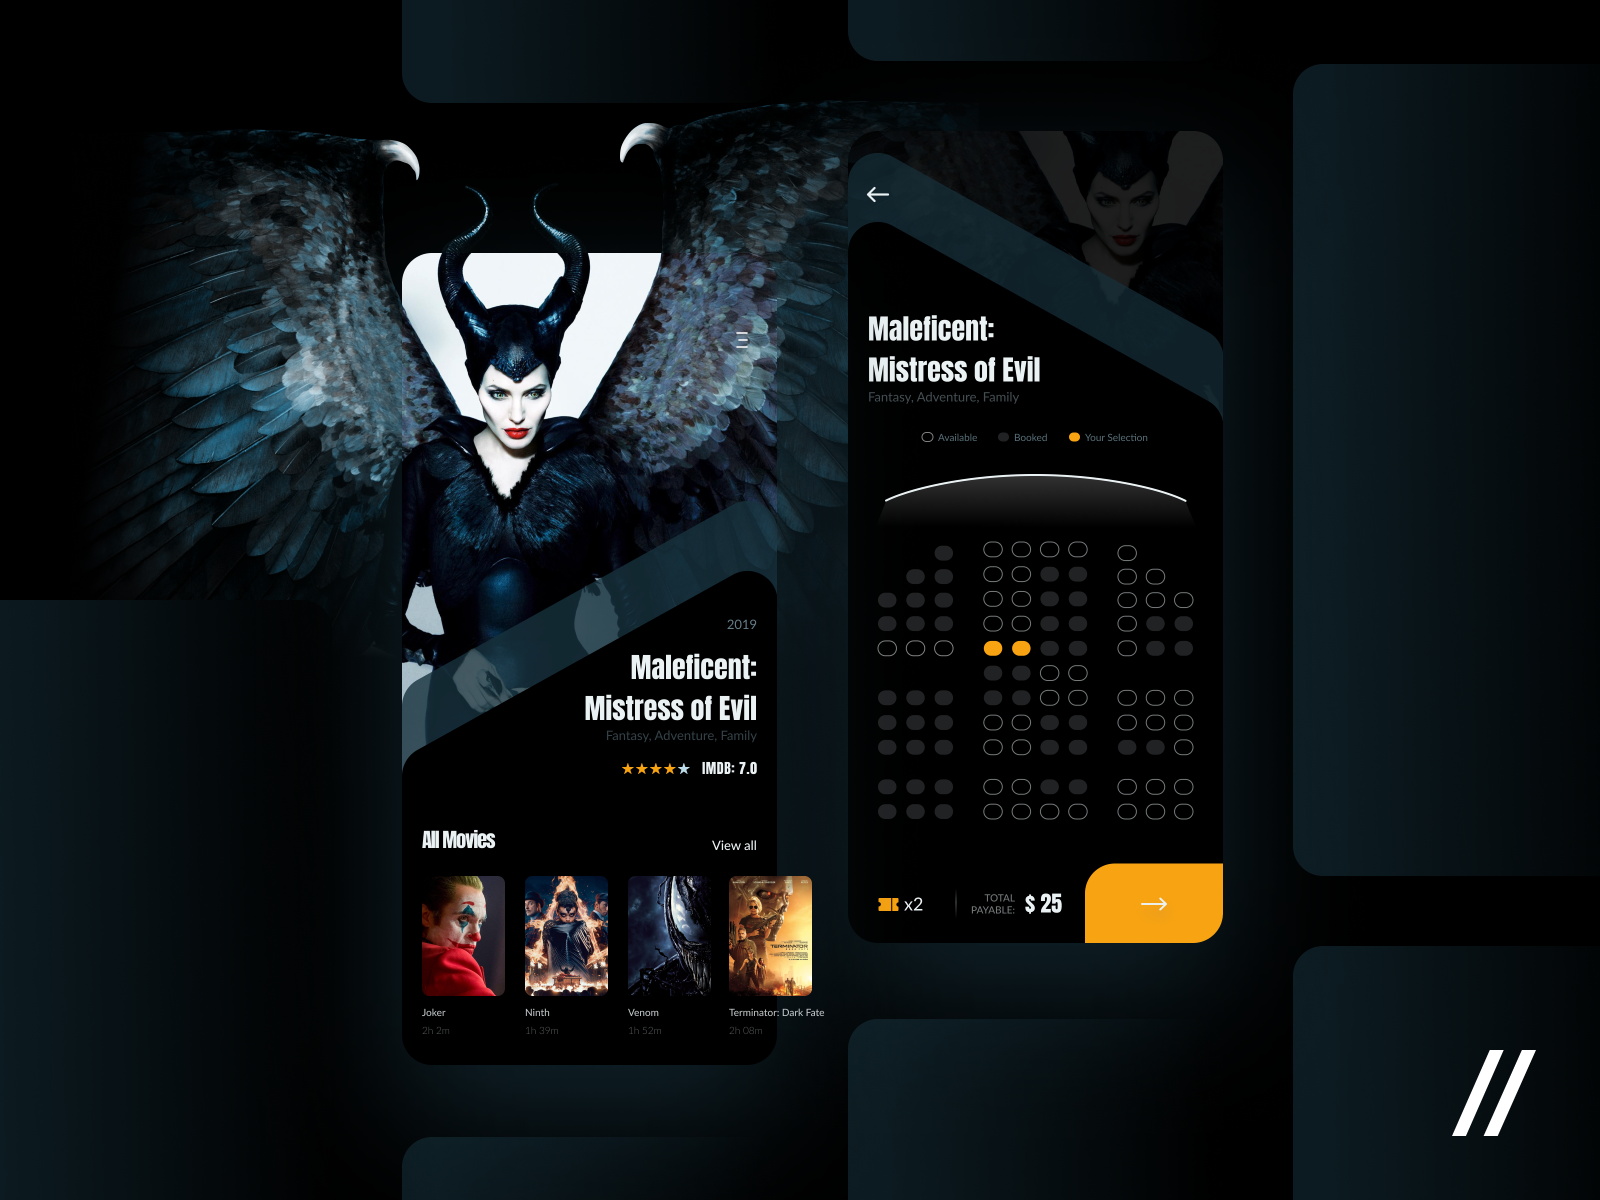 2019
Maleficent:
Mistress of Evil
Fantasy, Adventure, Family
IMDB: 7.0
All Movies
View all
Joker
2h 2m
Ninth
1h 39m
Venom
1h 52m
TERMINATOR
Terminator: Dark Fate
2h 08m
Maleficent:
Mistress of Evil
Fantasy, Adventure, Family
Available
Booked
Your Selection
x2
TOTAL
PAYABLE:
$ 25